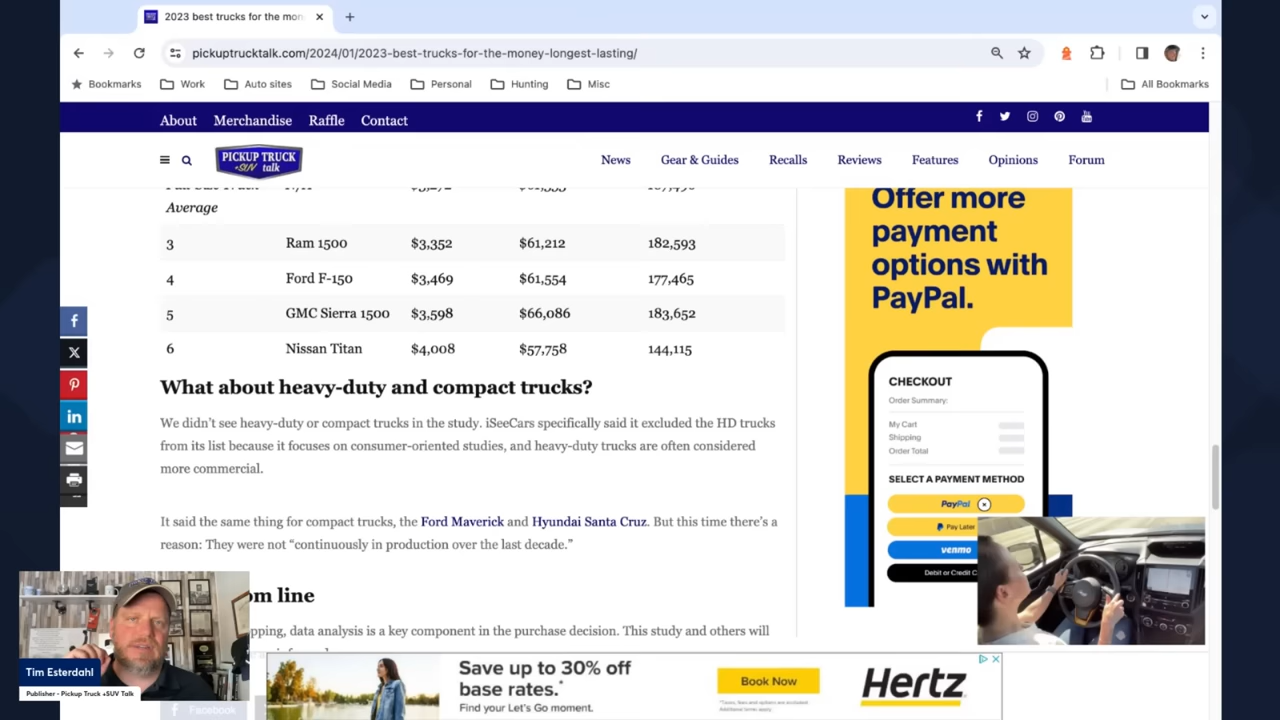 2023 best trucks for the mon
pickuptrucktalk.com/2024/01/2023-best-trucks-for-the-money-longest-lasting/
Bookmarks Work Auto sites Social Media Personal Hunting Misc All Bookmarks
About Merchandise Raffle Contact
PICKUP TRUCK
+SUV talk
News Gear & Guides Recalls Reviews Features Opinions Forum
Average
3 Ram 1500 $3,352 $61,212 182,593
4 Ford F-150 $3,469 $61,554 177,465
5 GMC Sierra 1500 $3,598 $66,086 183,652
6 Nissan Titan $4,008 $57,758 144,115
What about heavy-duty and compact trucks?
We didn't see heavy-duty or compact trucks in the study. iSeeCars specifically said it excluded the HD trucks
from its list because it focuses on consumer-oriented studies, and heavy-duty trucks are often considered
more commercial.
It said the same thing for compact trucks, the Ford Maverick and Hyundai Santa Cruz. But this time there's a
reason: They were not "continuously in production over the last decade."
om line
pping, data analysis is a key component in the purchase decision. This study and others will
Facebook
Offer more
payment
options with
PayPal.
CHECKOUT
Order Summary:
My Cart
Shipping
Order Total
SELECT A PAYMENT METHOD
PayPal
Pay Later
venmo
Debit or Credit C
Tim Esterdahl
Publisher - Pickup Truck +SUV Talk
Save up to 30% off
base rates.*
Find your Let's Go moment.
Book Now
Hertz